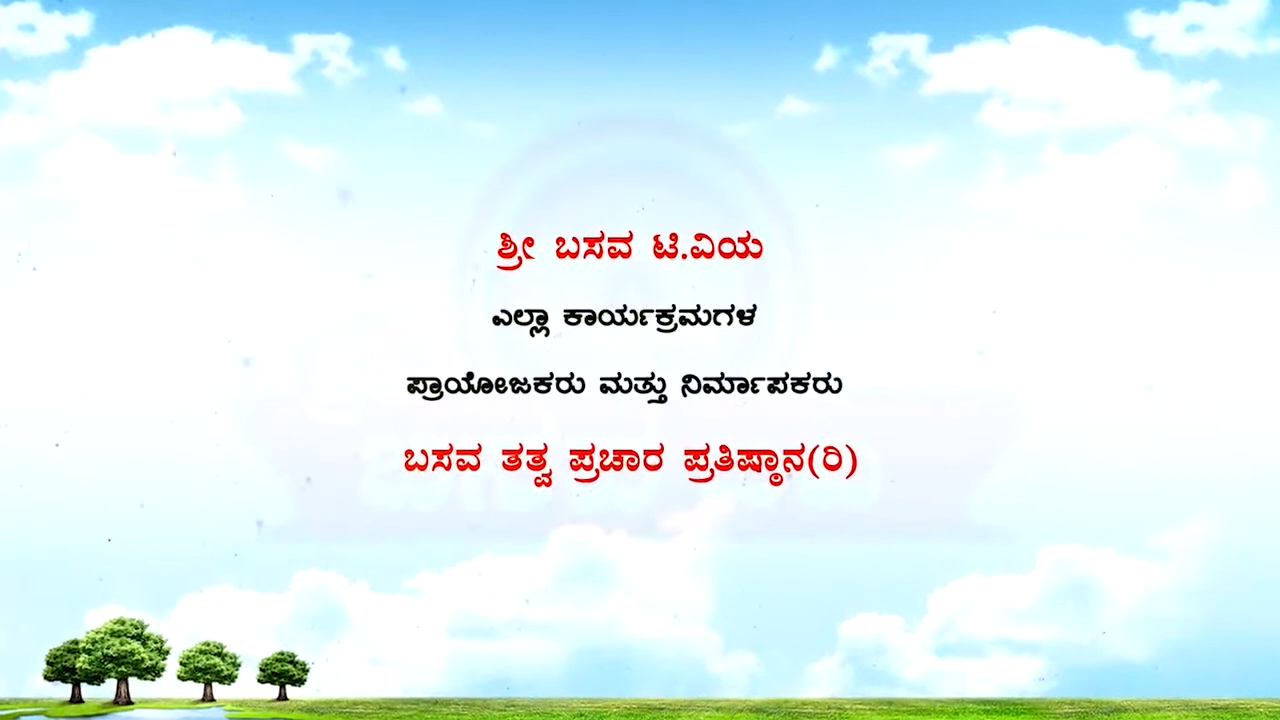 ಶ್ರೀ ಬಸವ ಟಿ.ವಿಯ
ಎಲ್ಲಾ ಕಾರ್ಯಕ್ರಮಗಳ
ಪ್ರಾಯೋಜಕರು ಮತ್ತು ನಿರ್ಮಾಪಕರು
ಬಸವ ತತ್ವ ಪ್ರಚಾರ ಪ್ರತಿಷ್ಠಾನ(ರಿ)